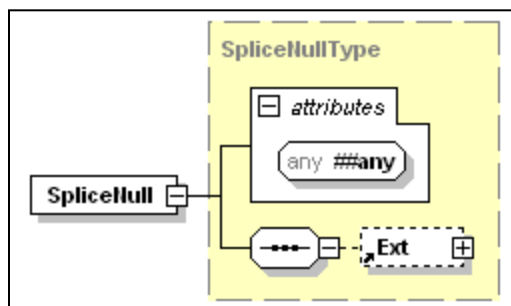 SpliceNullType
attributes
any ##any
SpliceNull
Ext